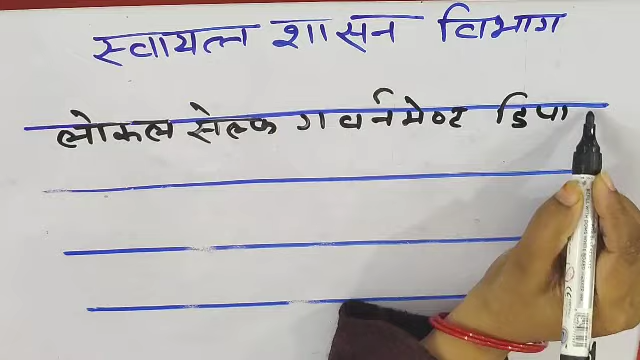 स्वायत्न शासन विभाग
लोकल सेल्फ गवर्नमेण्ट डिपा